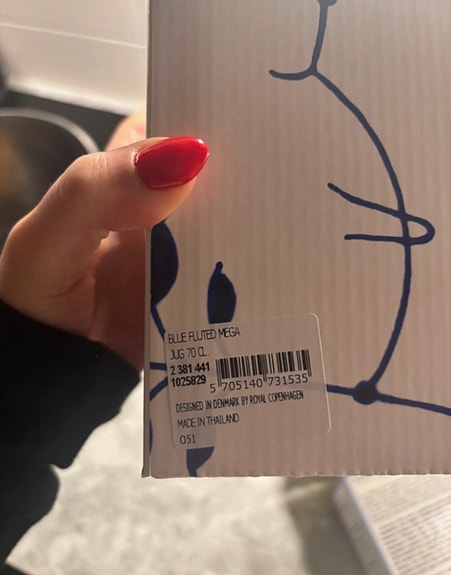 BLUE FLUTED MEGA
JUG 70 CL.
2 381 441
1025829
5 705140 731535
DESIGNED IN DENMARK BY ROYAL COPENHAGEN
MADE IN THAILAND
051